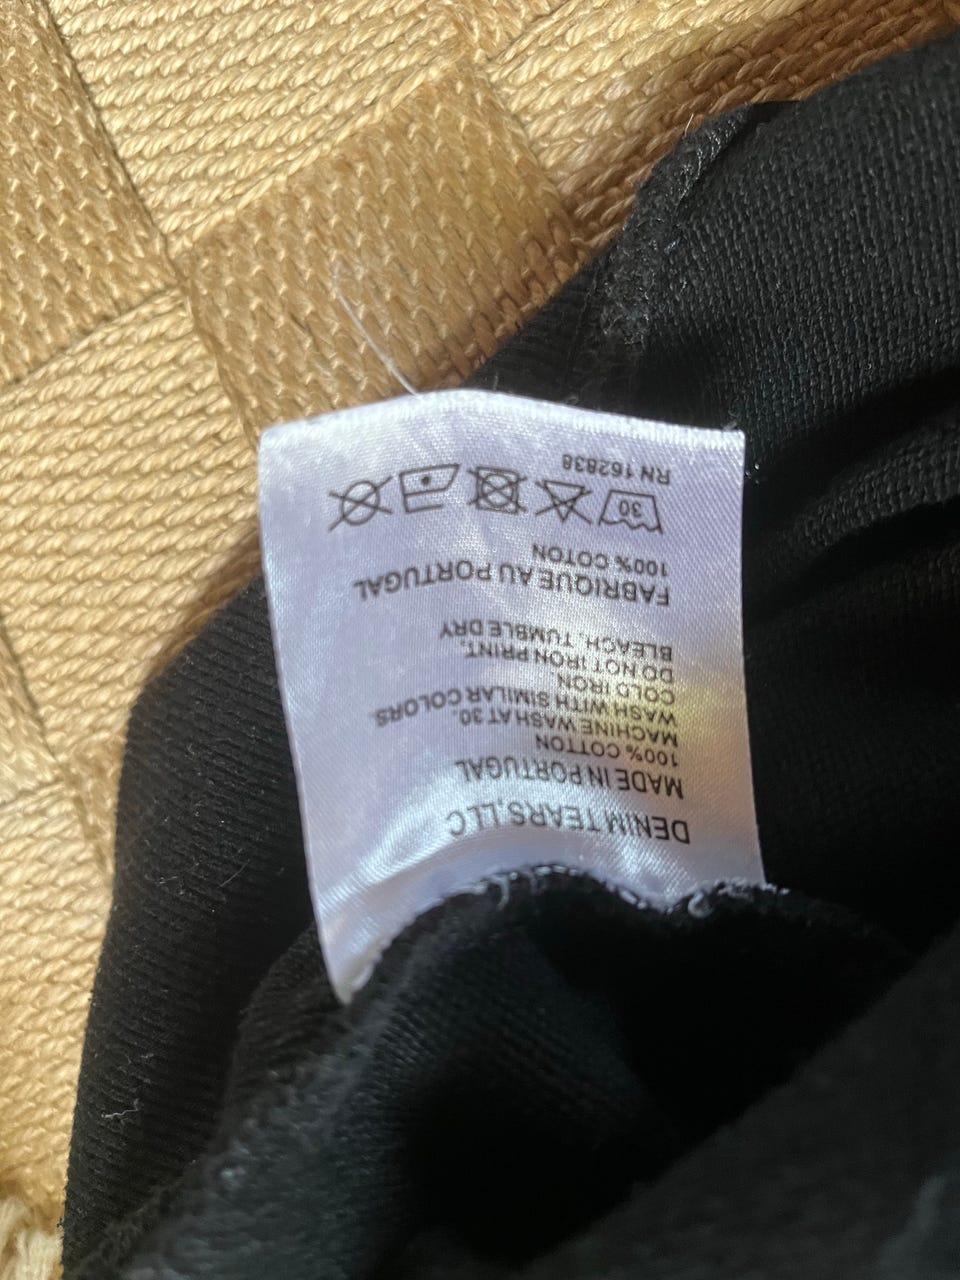 DENIM TEARS, LLC
MADE IN PORTUGAL
100% COTTON
MACHINE WASH AT 30.
WASH WITH SIMILAR COLORS.
COLD IRON.
DO NOT IRON PRINT.
BLEACH. TUMBLE DRY
FABRIQUE AU PORTUGAL
100% COTON
30
RN 162838